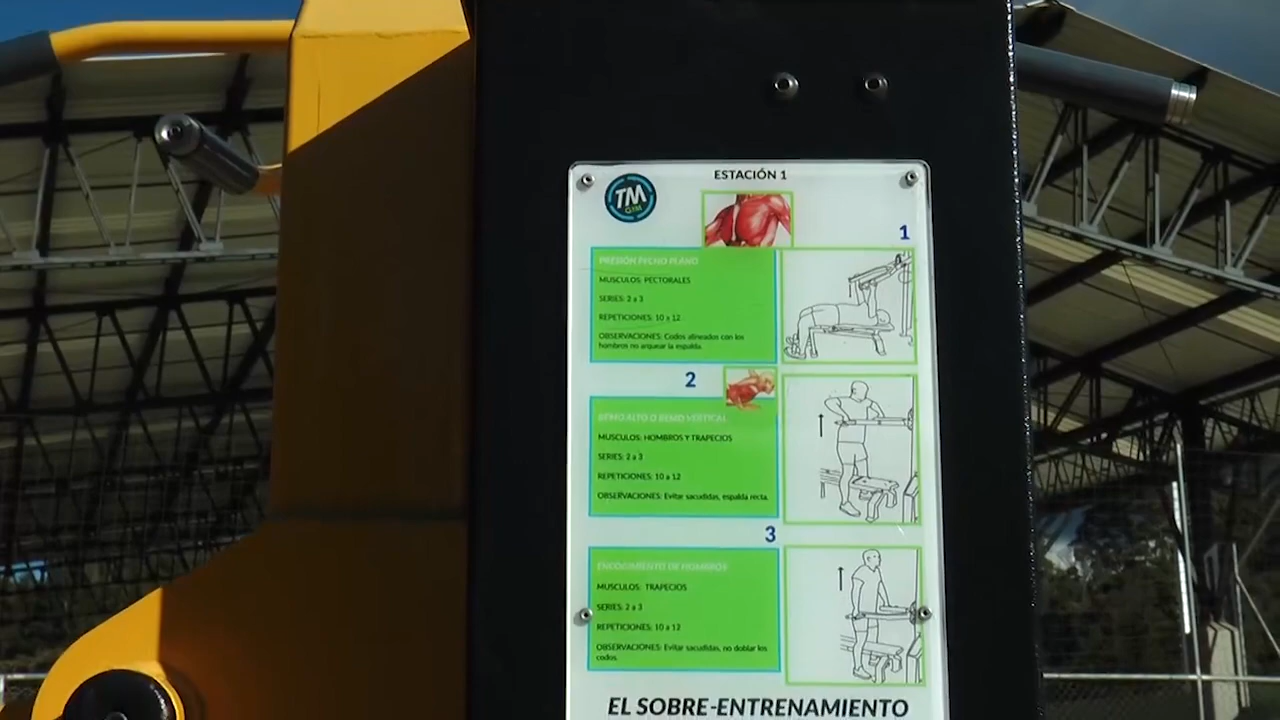 ESTACIÓN 1
TM
GYM
1
PRESIÓN PECHO PLANO
MUSCULOS: PECTORALES
SERIES: 2 a 3
REPETICIONES: 10 a 12
OBSERVACIONES: Codos alineados con los
hombros no arquear la espalda.
2
REMO ALTO O REMO VERTICAL
MUSCULOS: HOMBROS Y TRAPECIOS
SERIES: 2 a 3
REPETICIONES: 10 a 12
OBSERVACIONES: Evitar sacudidas, espalda recta.
3
ENCOGIMIENTO DE HOMBROS
MUSCULOS: TRAPECIOS
SERIES: 2 a 3
REPETICIONES: 10 a 12
OBSERVACIONES: Evitar sacudidas, no doblar los
codos.
EL SOBRE-ENTRENAMIENTO